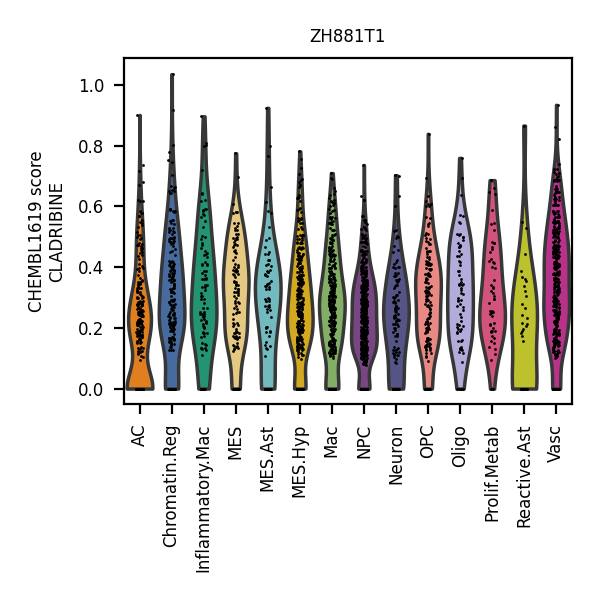 ZH881T1
CHEMBL1619 score
CLADRIBINE
1.0
0.8
0.6
0.4
0.2
0.0
AC
Chromatin.Reg
Inflammatory.Mac
MES
MES.Ast
MES.Hyp
Mac
NPC
Neuron
OPC
Oligo
Prolif.Metab
Reactive.Ast
Vasc